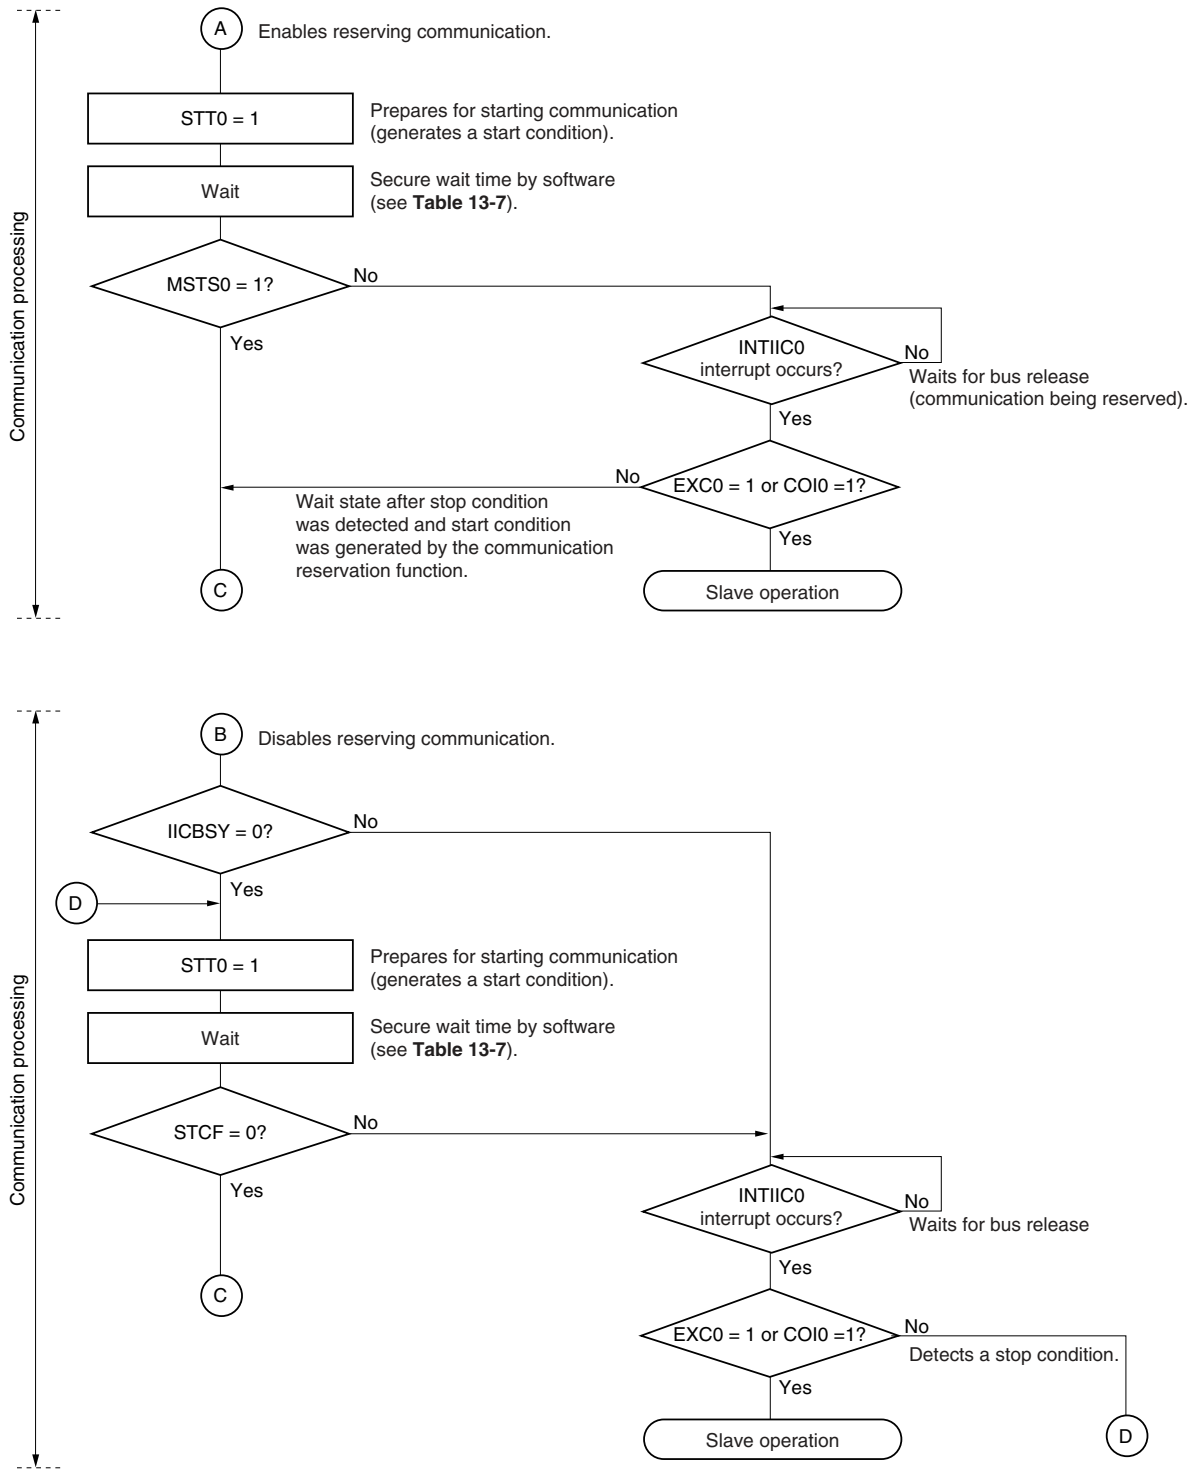 A
Enables reserving communication.
STT0 = 1
Prepares for starting communication
(generates a start condition).
Wait
Secure wait time by software
(see Table 13-7).
Communication processing
MSTS0 = 1?
No
Yes
INTIIC0
interrupt occurs?
No
Waits for bus release
(communication being reserved).
Yes
EXC0 = 1 or COI0 =1?
No
Wait state after stop condition
was detected and start condition
was generated by the communication
reservation function.
Yes
C
Slave operation
B
Disables reserving communication.
IICBSY = 0?
No
Yes
D
STT0 = 1
Prepares for starting communication
(generates a start condition).
Wait
Secure wait time by software
(see Table 13-7).
Communication processing
STCF = 0?
No
Yes
INTIIC0
interrupt occurs?
No
Waits for bus release
Yes
C
EXC0 = 1 or COI0 =1?
No
Detects a stop condition.
Yes
Slave operation
D